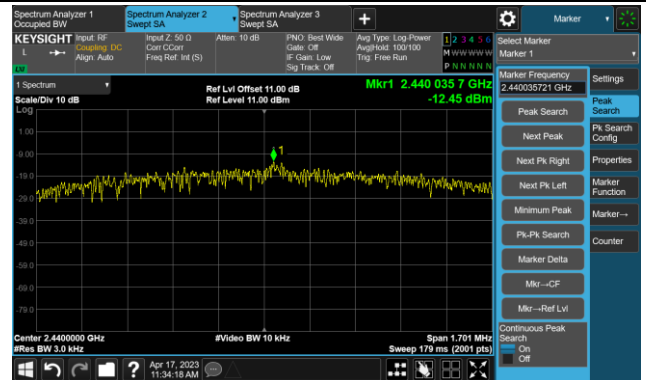 Spectrum Analyzer 1
Occupied BW
Spectrum Analyzer 2
Swept SA
Spectrum Analyzer 3
Swept SA
Marker
KEYSIGHT
L
Input: RF
Coupling: DC
Align: Auto
Input Z: 50 Ω
Corr CCorr
Freq Ref: Int (S)
Atten: 10 dB
PNO: Best Wide
Gate: Off
IF Gain: Low
Sig Track: Off
Avg Type: Log-Power
Avg|Hold: 100/100
Trig: Free Run
1 2 3 4 5 6
M W W W W W
P N N N N N
Select Marker
Marker 1
1 Spectrum
Scale/Div 10 dB
Log
Ref Lvl Offset 11.00 dB
Ref Level 11.00 dBm
Mkr1 2.440 035 7 GHz
-12.45 dBm
1
1.00
-9.00
-19.0
-29.0
-39.0
-49.0
-59.0
-69.0
-79.0
Center 2.4400000 GHz
#Res BW 3.0 kHz
#Video BW 10 kHz
Span 1.701 MHz
Sweep 179 ms (2001 pts)
Marker Frequency
2.440035721 GHz
Peak Search
Next Peak
Next Pk Right
Next Pk Left
Minimum Peak
Pk-Pk Search
Marker Delta
Mkr→CF
Mkr→Ref Lvl
Continuous Peak
Search
On
Off
Settings
Peak
Search
Pk Search
Config
Properties
Marker
Function
Marker→
Counter
Apr 17, 2023
11:34:18 AM